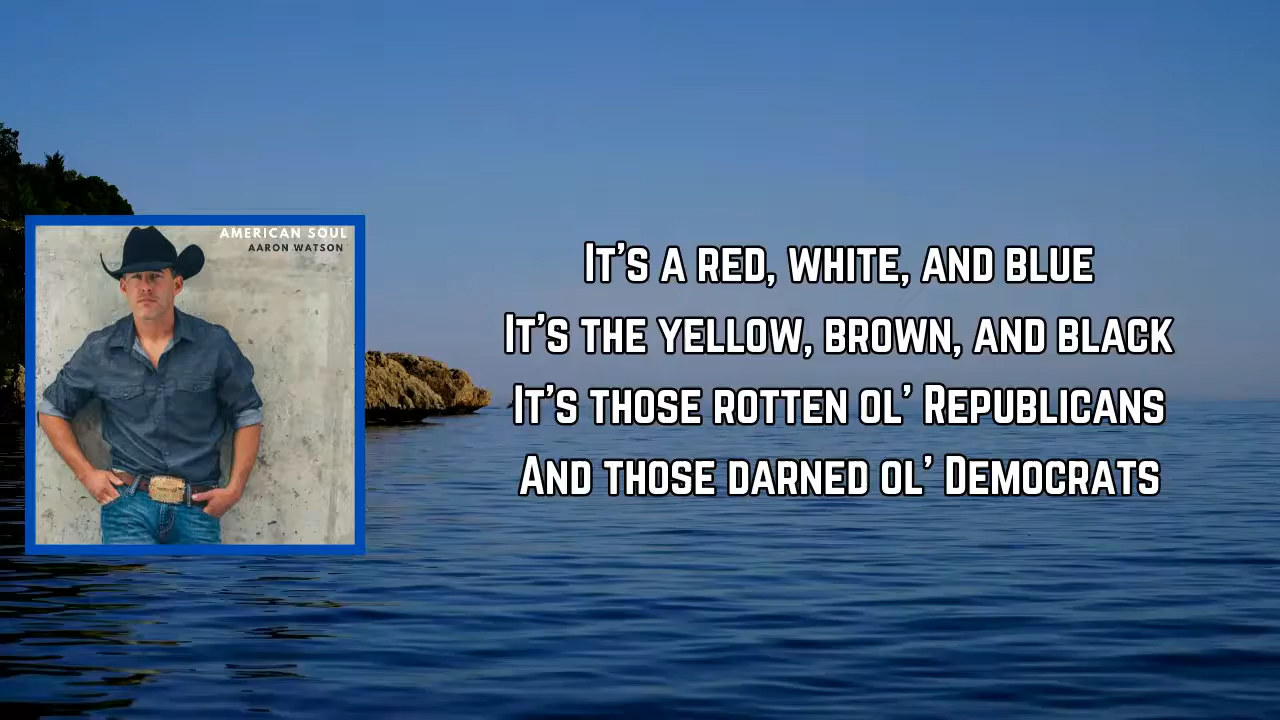 AMERICAN SOUL
AARON WATSON
It's a red, white, and blue
It's the yellow, brown, and black
It's those rotten ol' Republicans
And those darned ol' Democrats